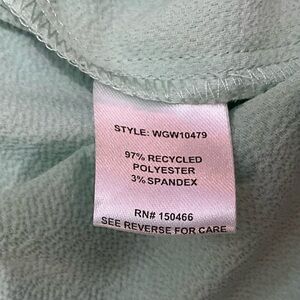 STYLE: WGW10479
97% RECYCLED
POLYESTER
3% SPANDEX
RN# 150466
SEE REVERSE FOR CARE